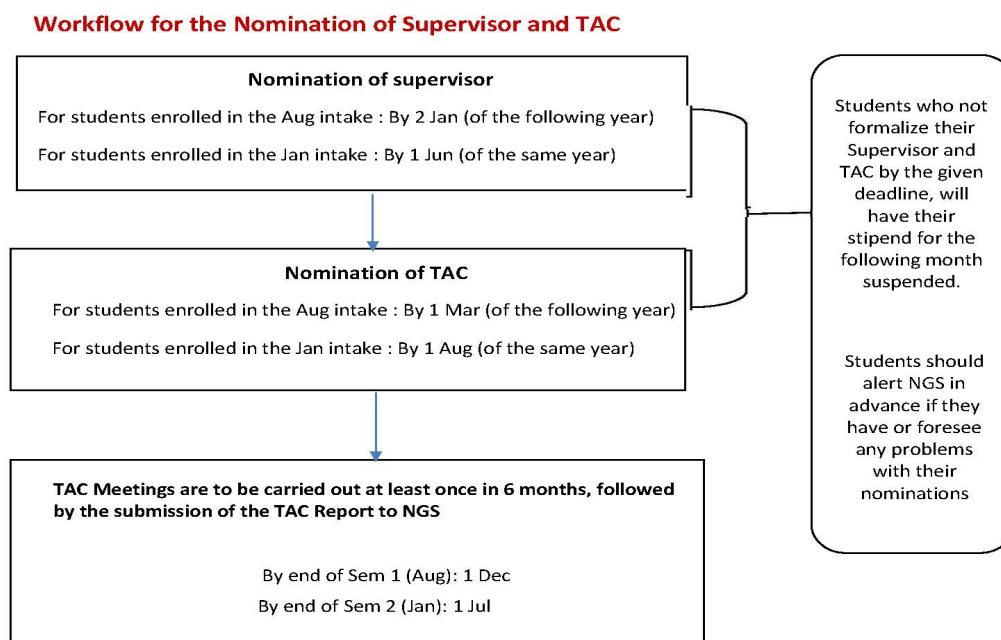 Workflow for the Nomination of Supervisor and TAC
Nomination of supervisor
For students enrolled in the Aug intake : By 2 Jan (of the following year)
For students enrolled in the Jan intake : By 1 Jun (of the same year)
Nomination of TAC
For students enrolled in the Aug intake : By 1 Mar (of the following year)
For students enrolled in the Jan intake : By 1 Aug (of the same year)
TAC Meetings are to be carried out at least once in 6 months, followed
by the submission of the TAC Report to NGS
By end of Sem 1 (Aug): 1 Dec
By end of Sem 2 (Jan): 1 Jul
Students who not
formalize their
Supervisor and
TAC by the given
deadline, will
have their
stipend for the
following month
suspended.
Students should
alert NGS in
advance if they
have or foresee
any problems
with their
nominations